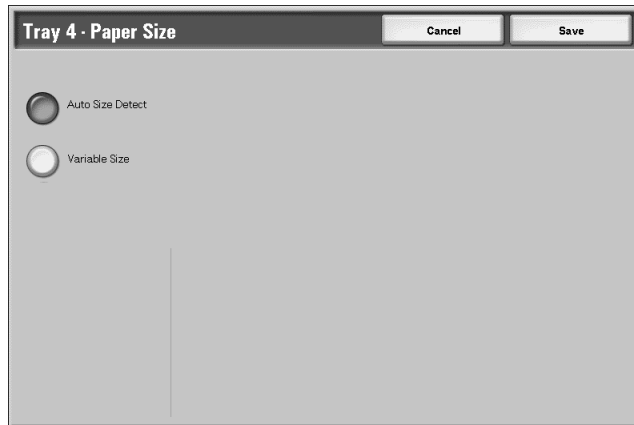 Tray 4 · Paper Size
Cancel
Save
Auto Size Detect
Variable Size